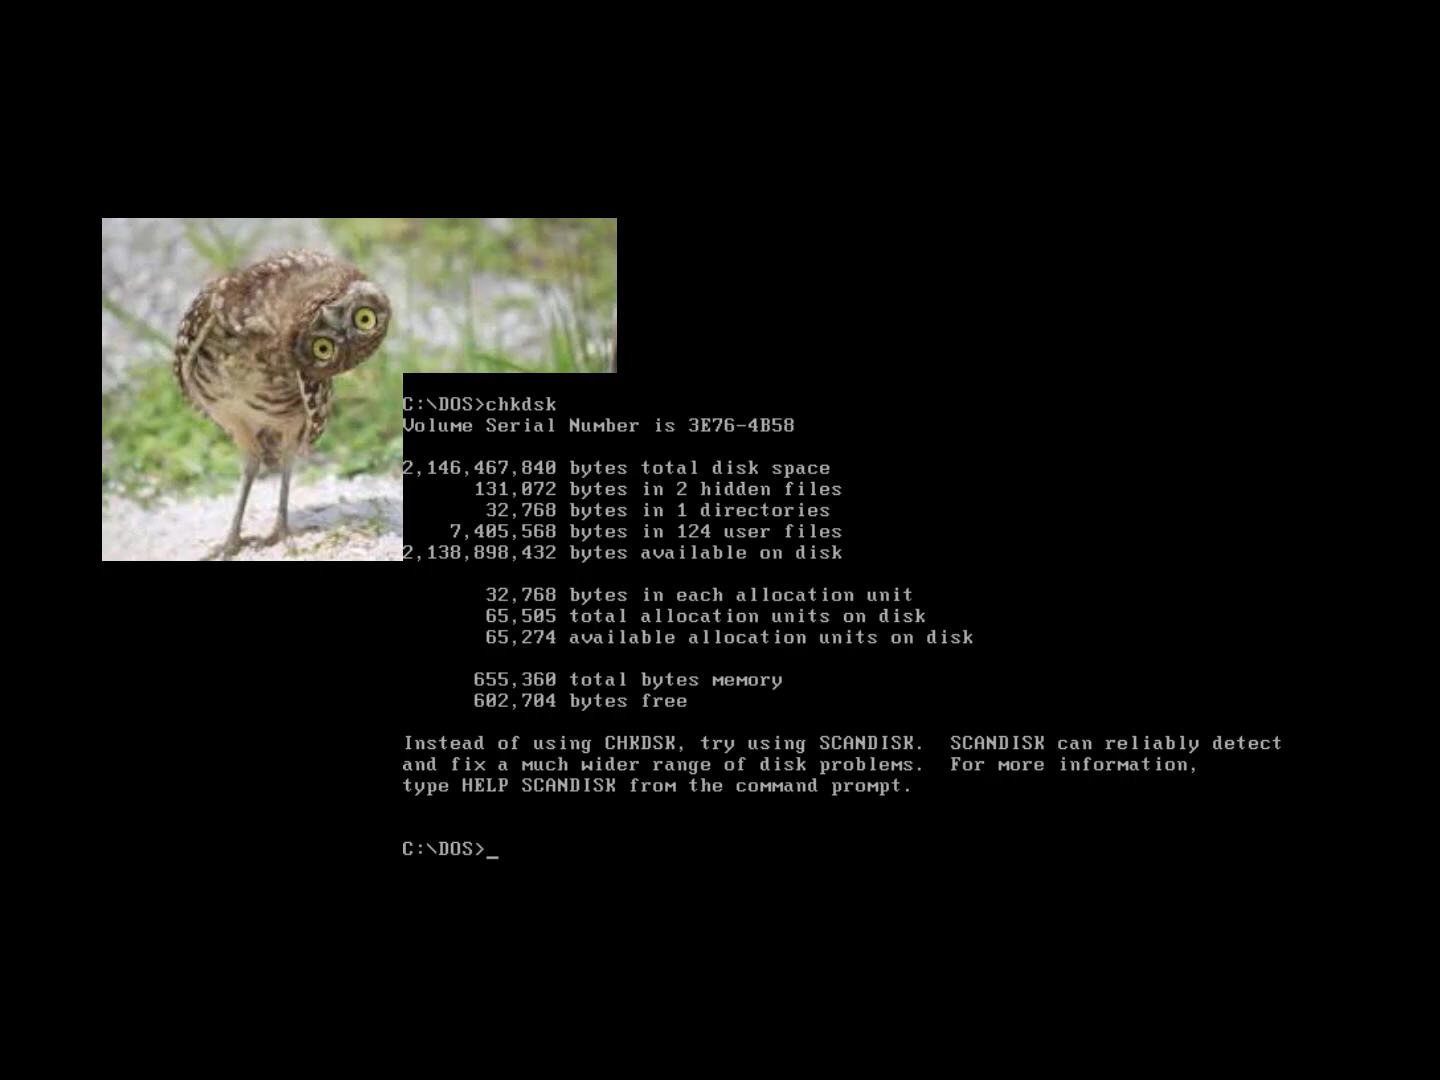 C:\DOS>chkdsk
Volume Serial Number is 3E76-4B58
2,146,467,840 bytes total disk space
131,072 bytes in 2 hidden files
32,768 bytes in 1 directories
7,405,568 bytes in 124 user files
2,138,898,432 bytes available on disk
32,768 bytes in each allocation unit
65,505 total allocation units on disk
65,274 available allocation units on disk
655,360 total bytes memory
602,704 bytes free
Instead of using CHKDSK, try using SCANDISK.  SCANDISK can reliably detect
and fix a much wider range of disk problems.  For more information,
type HELP SCANDISK from the command prompt.
C:\DOS>_